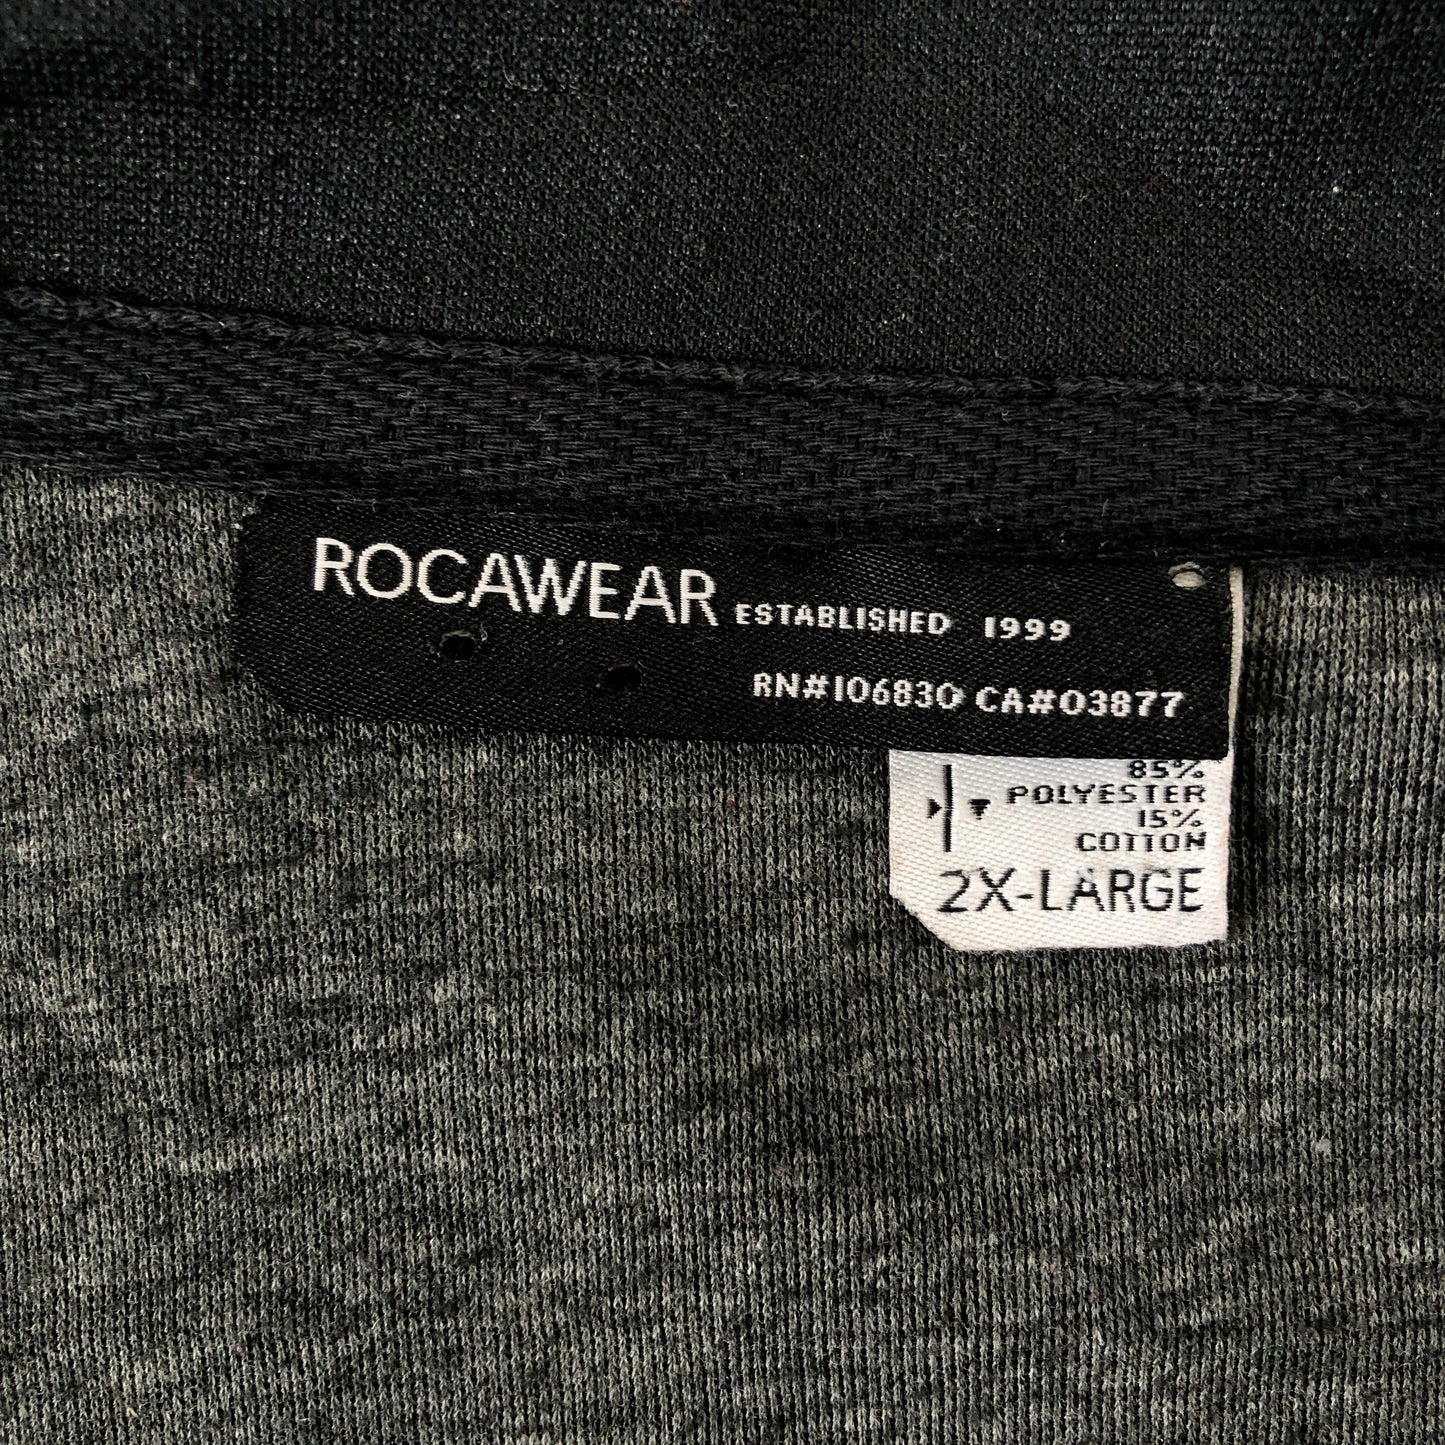 ROCAWEAR ESTABLISHED 1999
RN#106830 CA#03877
85%
POLYESTER
15%
COTTON
2X-LARGE